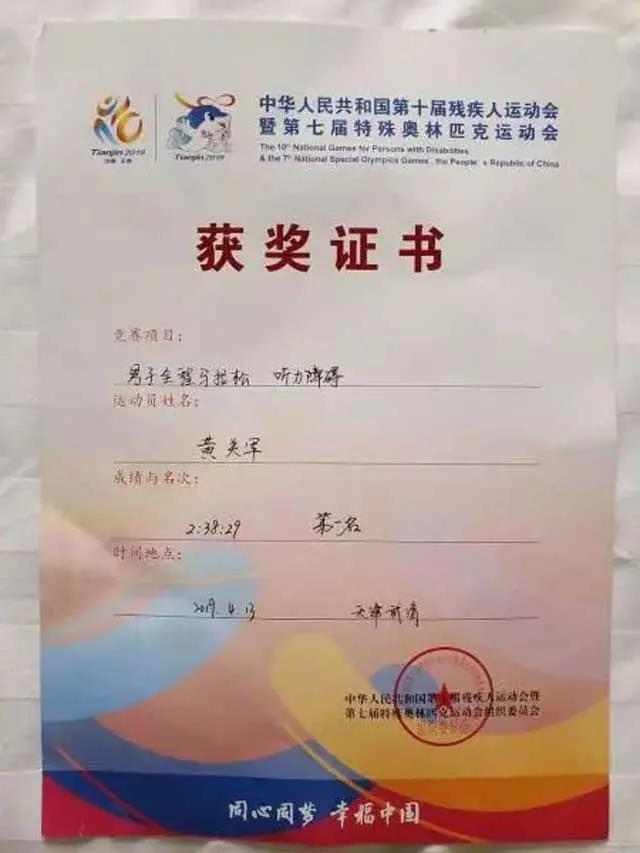 中华人民共和国第十届残疾人运动会
暨第七届特殊奥林匹克运动会
The 10th National Games for Persons with Disabilities
& the 7th National Special Olympics Games, the People's Republic of China
Tianjin 2019
Tianjin 2019
获奖证书
竞赛项目：
男子全程马拉松 听力障碍
运动员姓名：
黄关军
成绩与名次：
2:38:29 第一名
时间地点：
2019.4.13 天津武清
中华人民共和国第十届残疾人运动会暨
第七届特殊奥林匹克运动会组织委员会
同心同梦 幸福中国